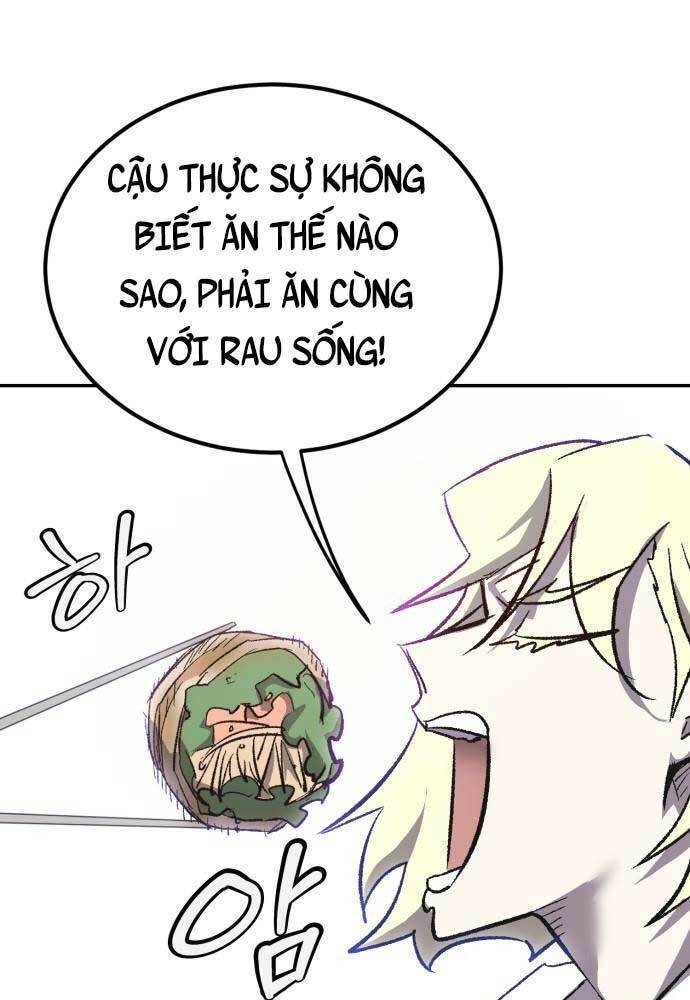 CẬU THỰC SỰ KHÔNG
BIẾT ĂN THẾ NÀO
SAO, PHẢI ĂN CÙNG
VỚI RAU SỐNG!
하
암